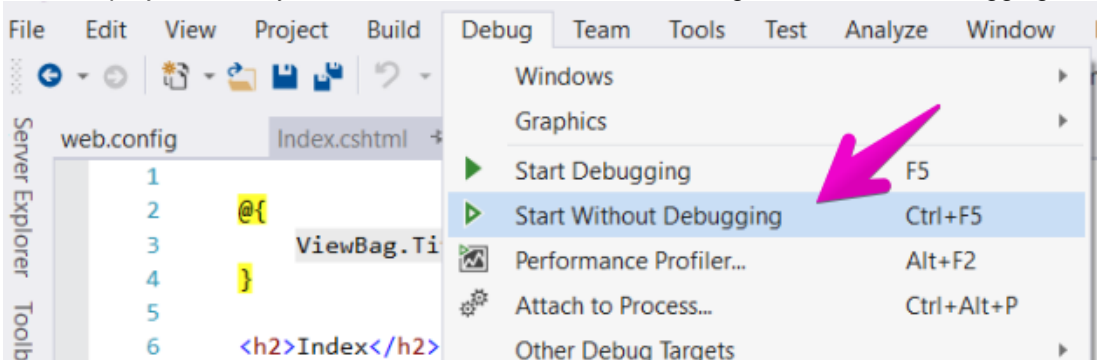 File Edit View Project Build Debug Team Tools Test Analyze Window
Windows
Graphics
Server Explorer
web.config Index.cshtml
Start Debugging F5
Start Without Debugging Ctrl+F5
Performance Profiler... Alt+F2
Attach to Process... Ctrl+Alt+P
Other Debug Targets
1
2 @{
3 ViewBag.Ti
4 }
5
6 <h2>Index</h2>
Toolb